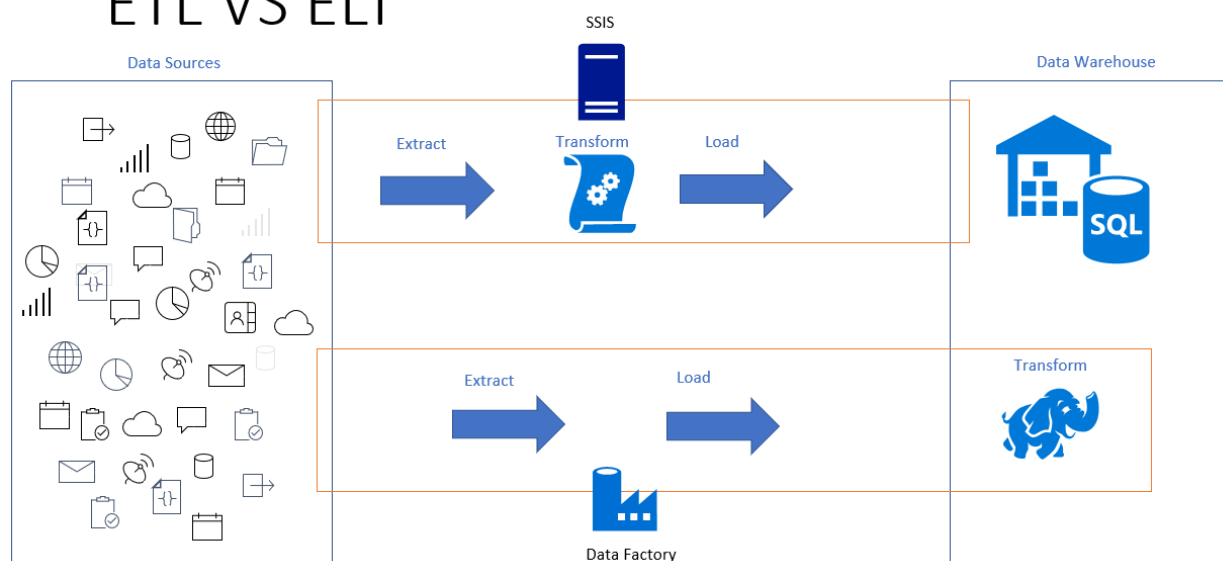 ETL VS ELT
SSIS
Data Sources
Data Warehouse
Extract
Transform
Load
SQL
Extract
Load
Transform
Data Factory